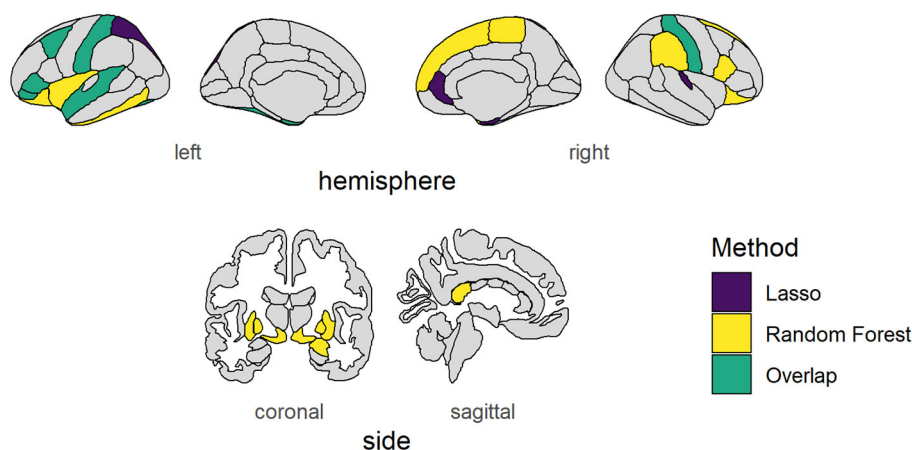 left
right
hemisphere
Method
Lasso
Random Forest
Overlap
coronal
sagittal
side